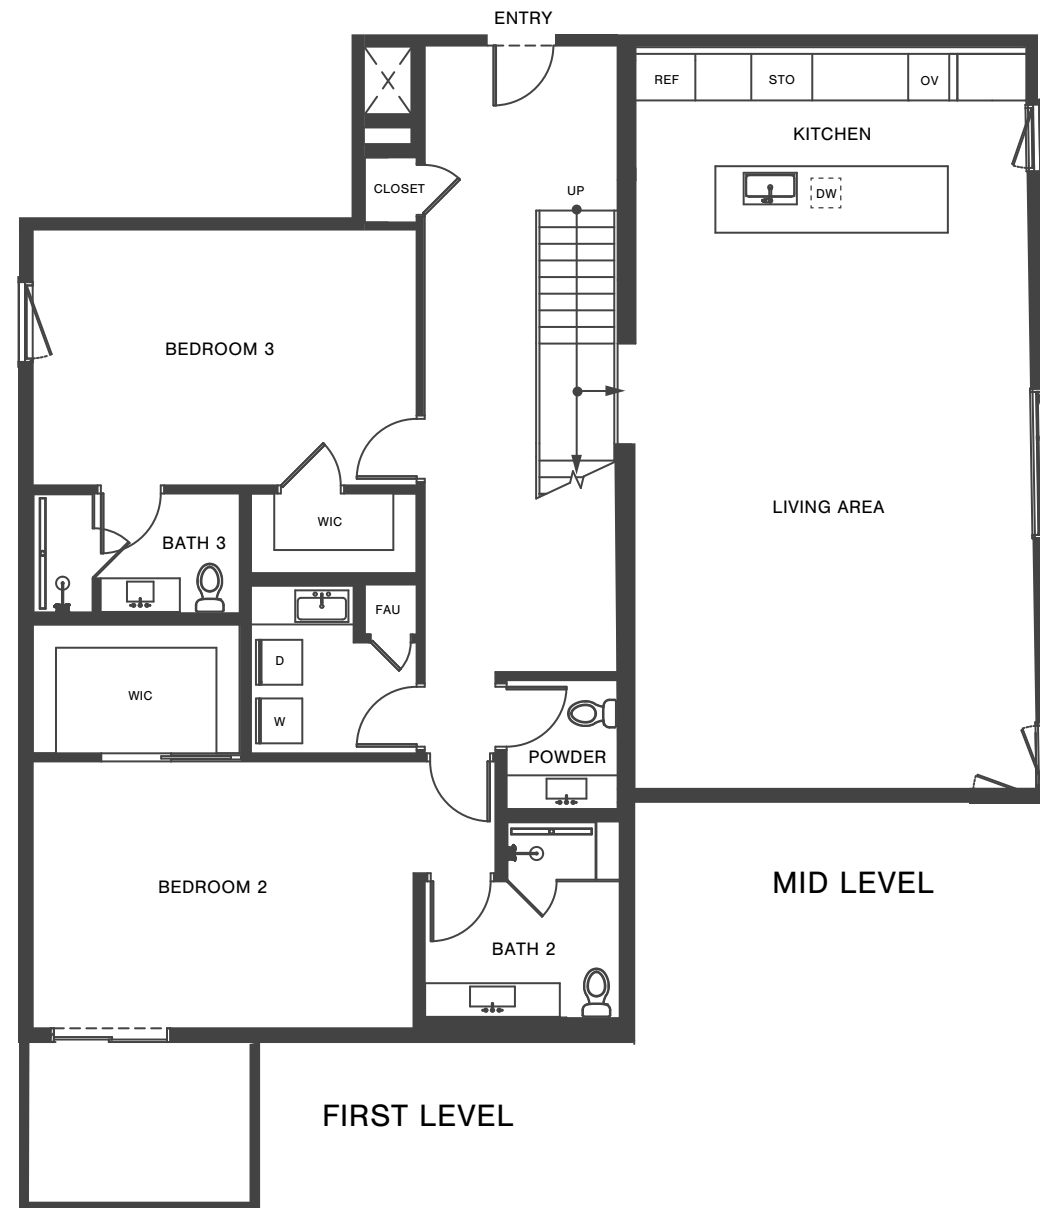 ENTRY
REF
STO
OV
KITCHEN
CLOSET
UP
DW
BEDROOM 3
LIVING AREA
WIC
BATH 3
FAU
D
WIC
W
POWDER
BEDROOM 2
MID LEVEL
BATH 2
FIRST LEVEL